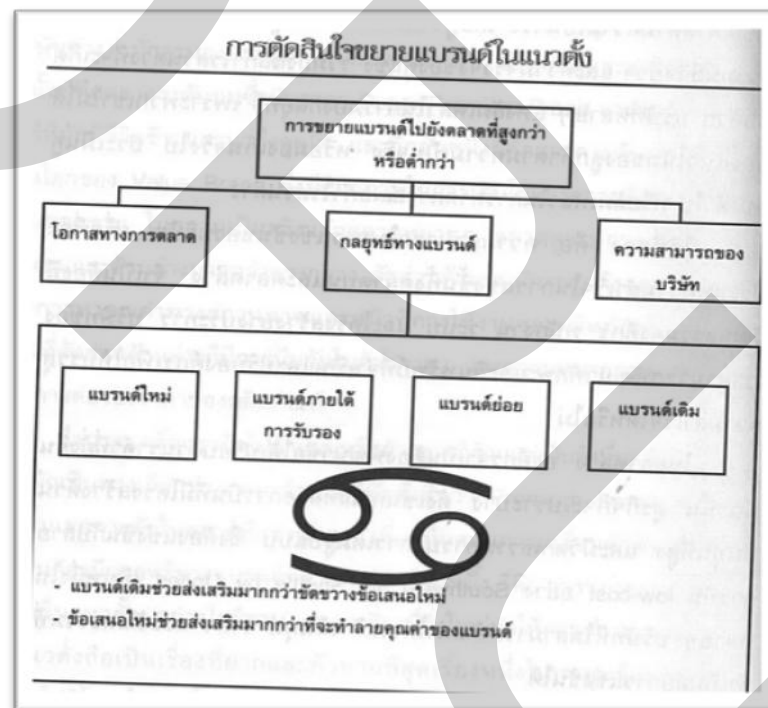 การตัดสินใจขยายแบรนด์ในแนวดิ่ง
การขยายแบรนด์ไปยังตลาดที่สูงกว่า
หรือต่ำกว่า
โอกาสทางการตลาด
กลยุทธ์ทางแบรนด์
ความสามารถของ
บริษัท
แบรนด์ใหม่
แบรนด์ภายใต้
การรับรอง
แบรนด์ย่อย
แบรนด์เดิม
- แบรนด์เดิมช่วยส่งเสริมมากกว่าขัดขวางข้อเสนอใหม่
- ข้อเสนอใหม่ช่วยส่งเสริมมากกว่าที่จะทำลายคุณค่าของแบรนด์